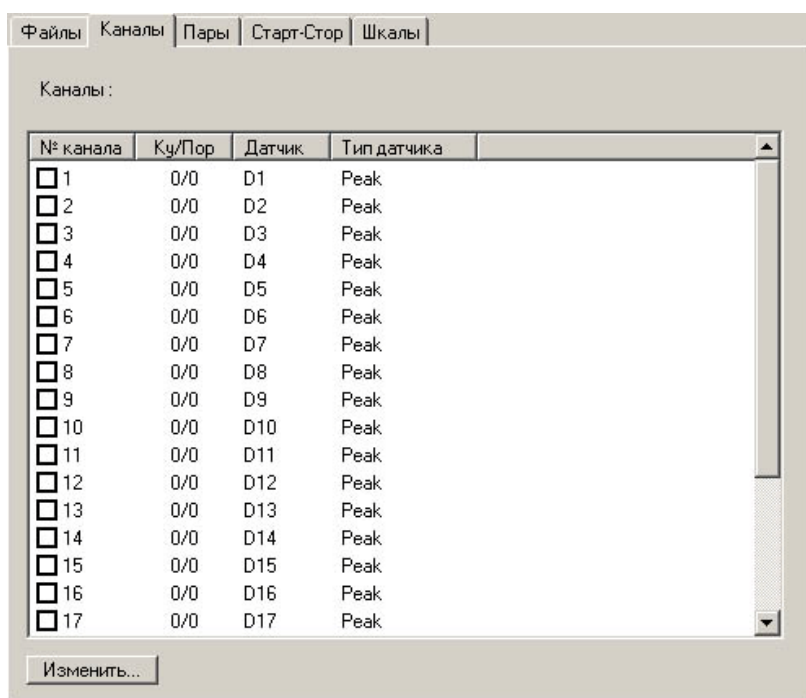 Файлы Каналы Пары Старт-Стоп Шкалы
Каналы :
№ канала Ку/Пор Датчик Тип датчика
1 0/0 D1 Peak
2 0/0 D2 Peak
3 0/0 D3 Peak
4 0/0 D4 Peak
5 0/0 D5 Peak
6 0/0 D6 Peak
7 0/0 D7 Peak
8 0/0 D8 Peak
9 0/0 D9 Peak
10 0/0 D10 Peak
11 0/0 D11 Peak
12 0/0 D12 Peak
13 0/0 D13 Peak
14 0/0 D14 Peak
15 0/0 D15 Peak
16 0/0 D16 Peak
17 0/0 D17 Peak
Изменить...